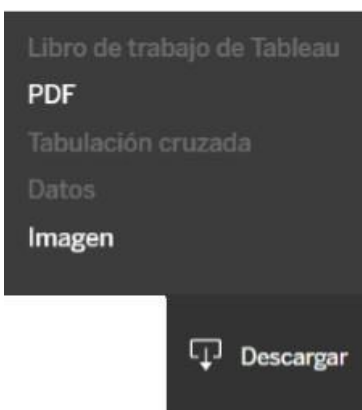 Libro de trabajo de Tableau
PDF
Tabulación cruzada
Datos
Imagen
Descargar